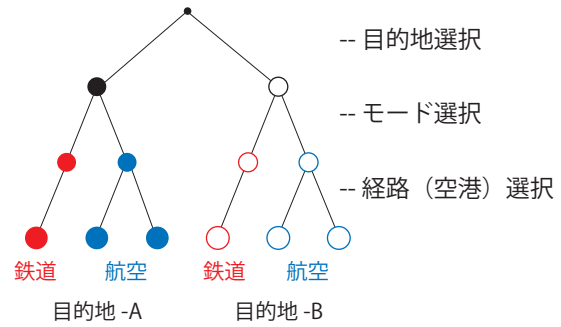 -- 目的地選択
-- モード選択
-- 経路（空港）選択
鉄道 航空 鉄道 航空
目的地 -A 目的地 -B